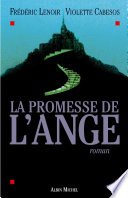 FRÉDÉRIC LENOIR VIOLETTE CABESOS
LA PROMESSE DE
L'ANGE
roman
ALBIN MICHEL